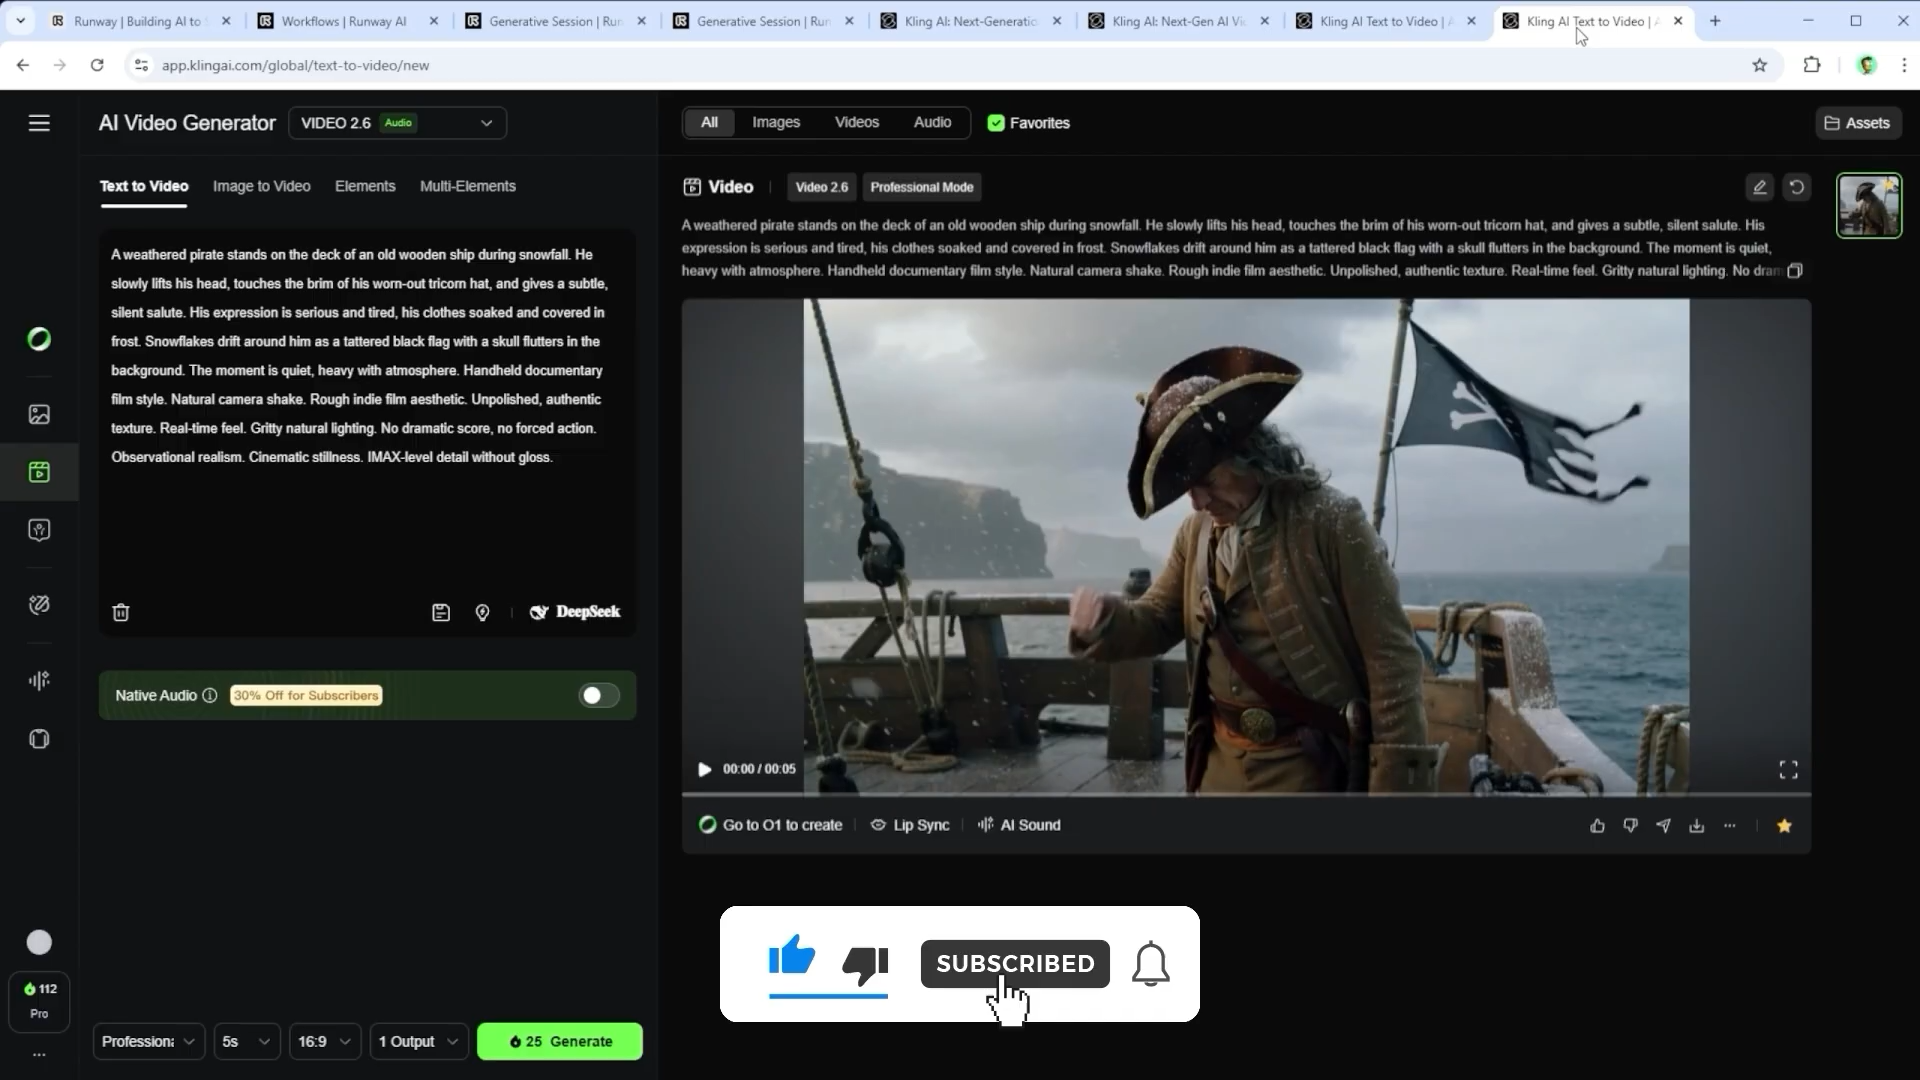 Runway | Building AI to
Workflows | Runway AI
Generative Session | Run
Generative Session | Run
Kling AI: Next-Generatio
Kling AI: Next-Gen AI Vi
Kling AI Text to Video | A
Kling AI Text to Video | A
app.klingai.com/global/text-to-video/new
AI Video Generator
VIDEO 2.6 Audio
All Images Videos Audio Favorites
Assets
Text to Video Image to Video Elements Multi-Elements
A weathered pirate stands on the deck of an old wooden ship during snowfall. He
slowly lifts his head, touches the brim of his worn-out tricorn hat, and gives a subtle,
silent salute. His expression is serious and tired, his clothes soaked and covered in
frost. Snowflakes drift around him as a tattered black flag with a skull flutters in the
background. The moment is quiet, heavy with atmosphere. Handheld documentary
film style. Natural camera shake. Rough indie film aesthetic. Unpolished, authentic
texture. Real-time feel. Gritty natural lighting. No dramatic score, no forced action.
Observational realism. Cinematic stillness. IMAX-level detail without gloss.
DeepSeek
Native Audio 30% Off for Subscribers
Video Video 2.6 Professional Mode
A weathered pirate stands on the deck of an old wooden ship during snowfall. He slowly lifts his head, touches the brim of his worn-out tricorn hat, and gives a subtle, silent salute. His
expression is serious and tired, his clothes soaked and covered in frost. Snowflakes drift around him as a tattered black flag with a skull flutters in the background. The moment is quiet,
heavy with atmosphere. Handheld documentary film style. Natural camera shake. Rough indie film aesthetic. Unpolished, authentic texture. Real-time feel. Gritty natural lighting. No dram
00:00 / 00:05
Go to O1 to create Lip Sync AI Sound
SUBSCRIBED
112
Pro
Professiona 5s 16:9 1 Output 25 Generate